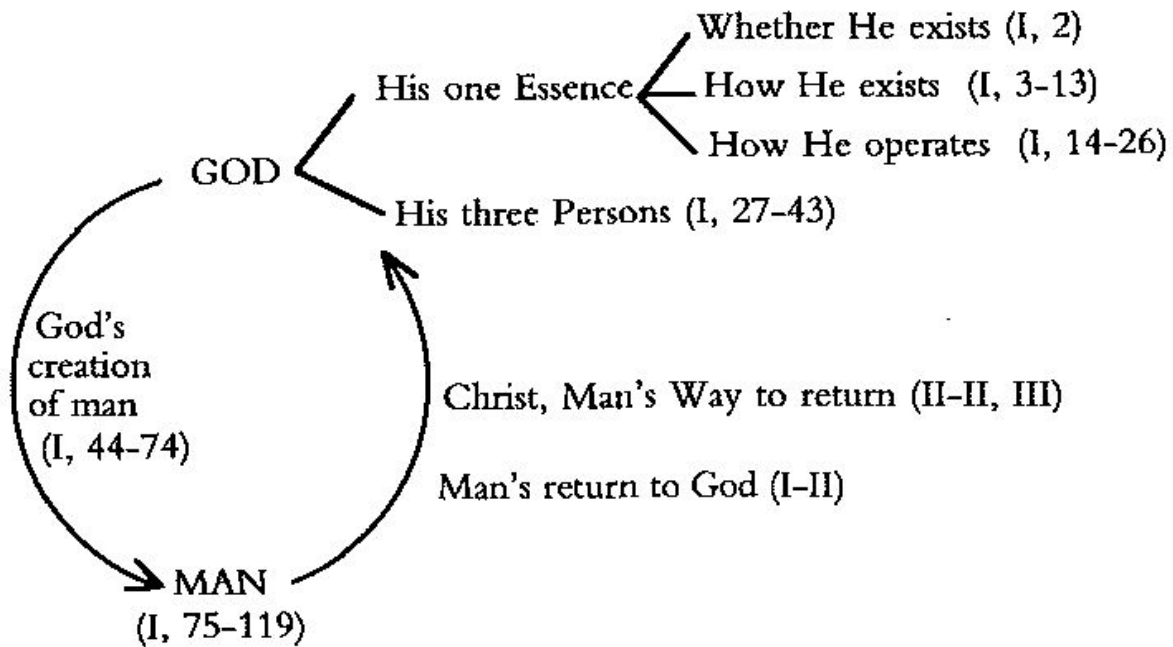 Whether He exists (I, 2)
His one Essence
How He exists (I, 3-13)
How He operates (I, 14-26)
GOD
His three Persons (I, 27-43)
God's
creation
of man
(I, 44-74)
Christ, Man's Way to return (II-II, III)
Man's return to God (I-II)
MAN
(I, 75-119)